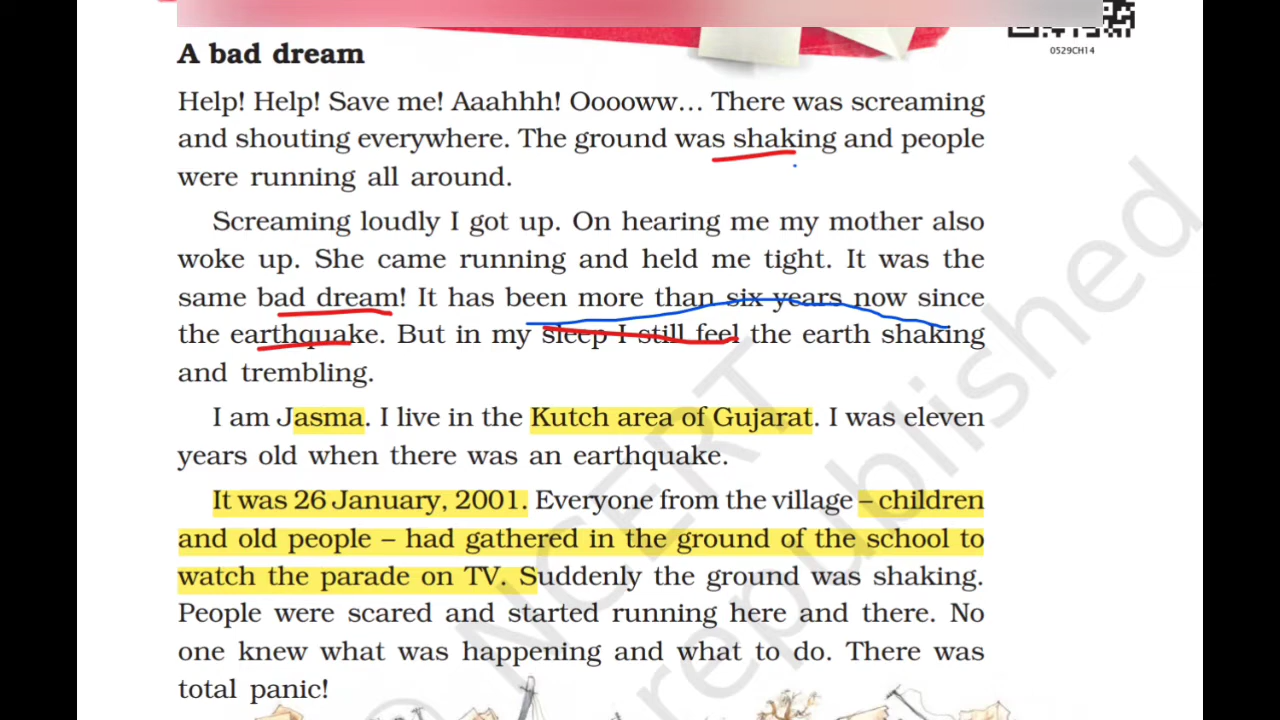 0529CH14
A bad dream
Help! Help! Save me! Aaahhh! Ooooww... There was screaming
and shouting everywhere. The ground was shaking and people
were running all around.
Screaming loudly I got up. On hearing me my mother also
woke up. She came running and held me tight. It was the
same bad dream! It has been more than six years now since
the earthquake. But in my sleep I still feel the earth shaking
and trembling.
I am Jasma. I live in the Kutch area of Gujarat. I was eleven
years old when there was an earthquake.
It was 26 January, 2001. Everyone from the village – children
and old people – had gathered in the ground of the school to
watch the parade on TV. Suddenly the ground was shaking.
People were scared and started running here and there. No
one knew what was happening and what to do. There was
total panic!
© NCERT
republished